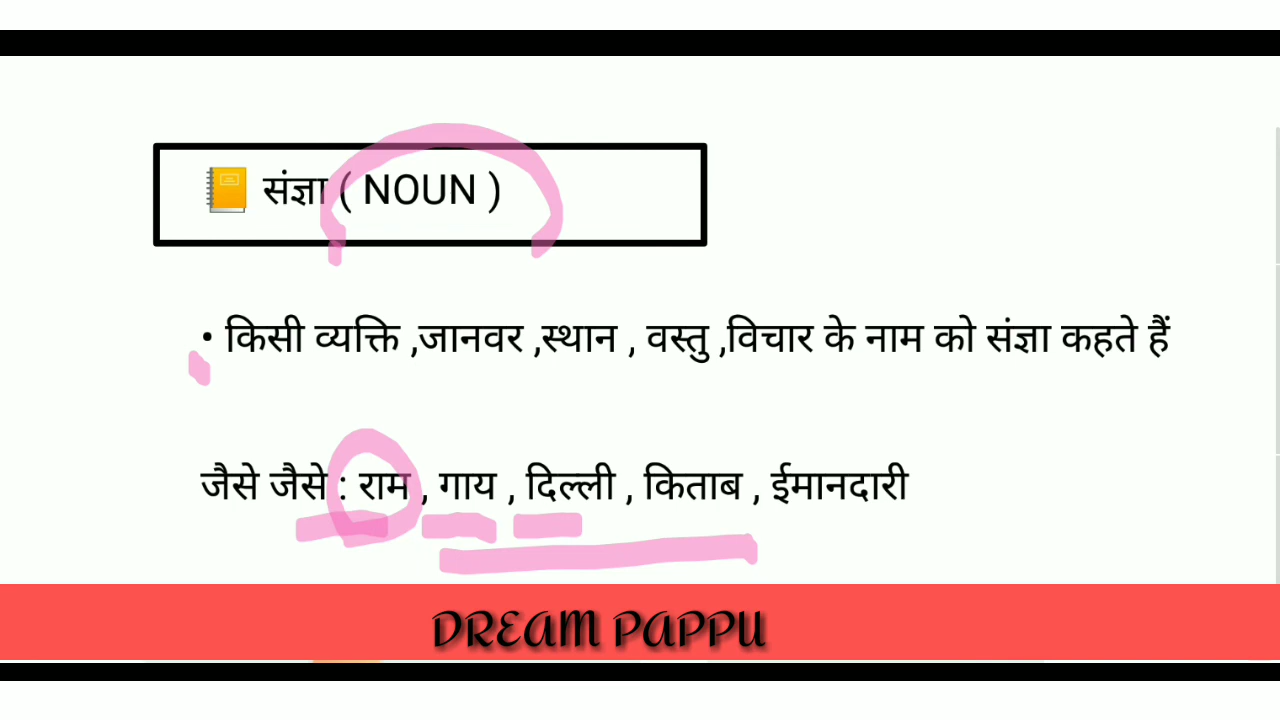 संज्ञा ( NOUN )
• किसी व्यक्ति ,जानवर ,स्थान , वस्तु ,विचार के नाम को संज्ञा कहते हैं
जैसे जैसे : राम , गाय , दिल्ली , किताब , ईमानदारी
DREAM PAPPU